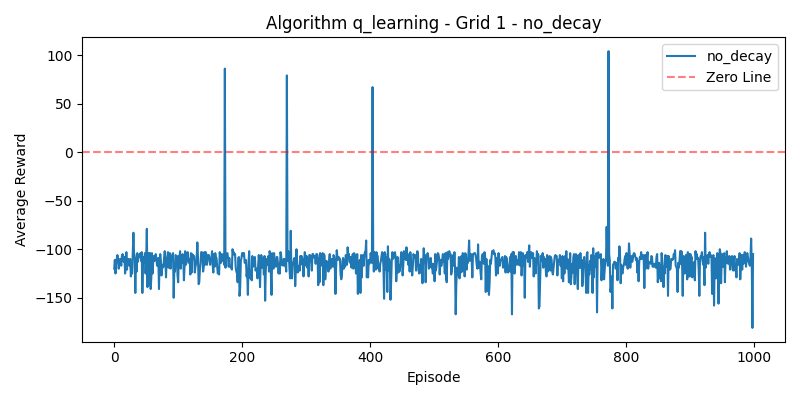 Algorithm q_learning - Grid 1 - no_decay
100
50
0
−50
−100
−150
Average Reward
no_decay
Zero Line
0
200
400
600
800
1000
Episode